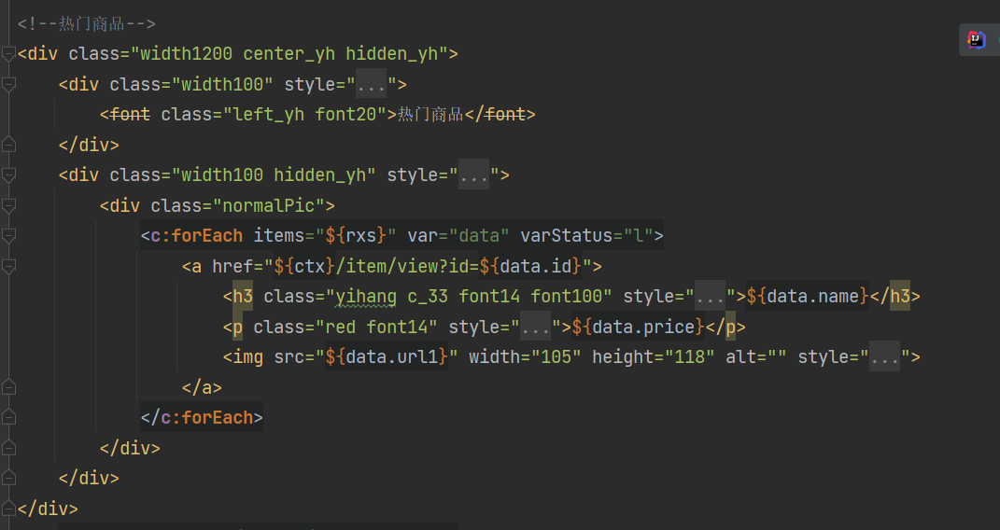 <!--热门商品-->
<div class="width1200 center_yh hidden_yh">
    <div class="width100" style="...">
        <font class="left_yh font20">热门商品</font>
    </div>
    <div class="width100 hidden_yh" style="...">
        <div class="normalPic">
            <c:forEach items="${rxs}" var="data" varStatus="l">
                <a href="${ctx}/item/view?id=${data.id}">
                    <h3 class="yihang c_33 font14 font100" style="...">${data.name}</h3>
                    <p class="red font14" style="...">${data.price}</p>
                    <img src="${data.url1}" width="105" height="118" alt="" style="...">
                </a>
            </c:forEach>
        </div>
    </div>
</div>